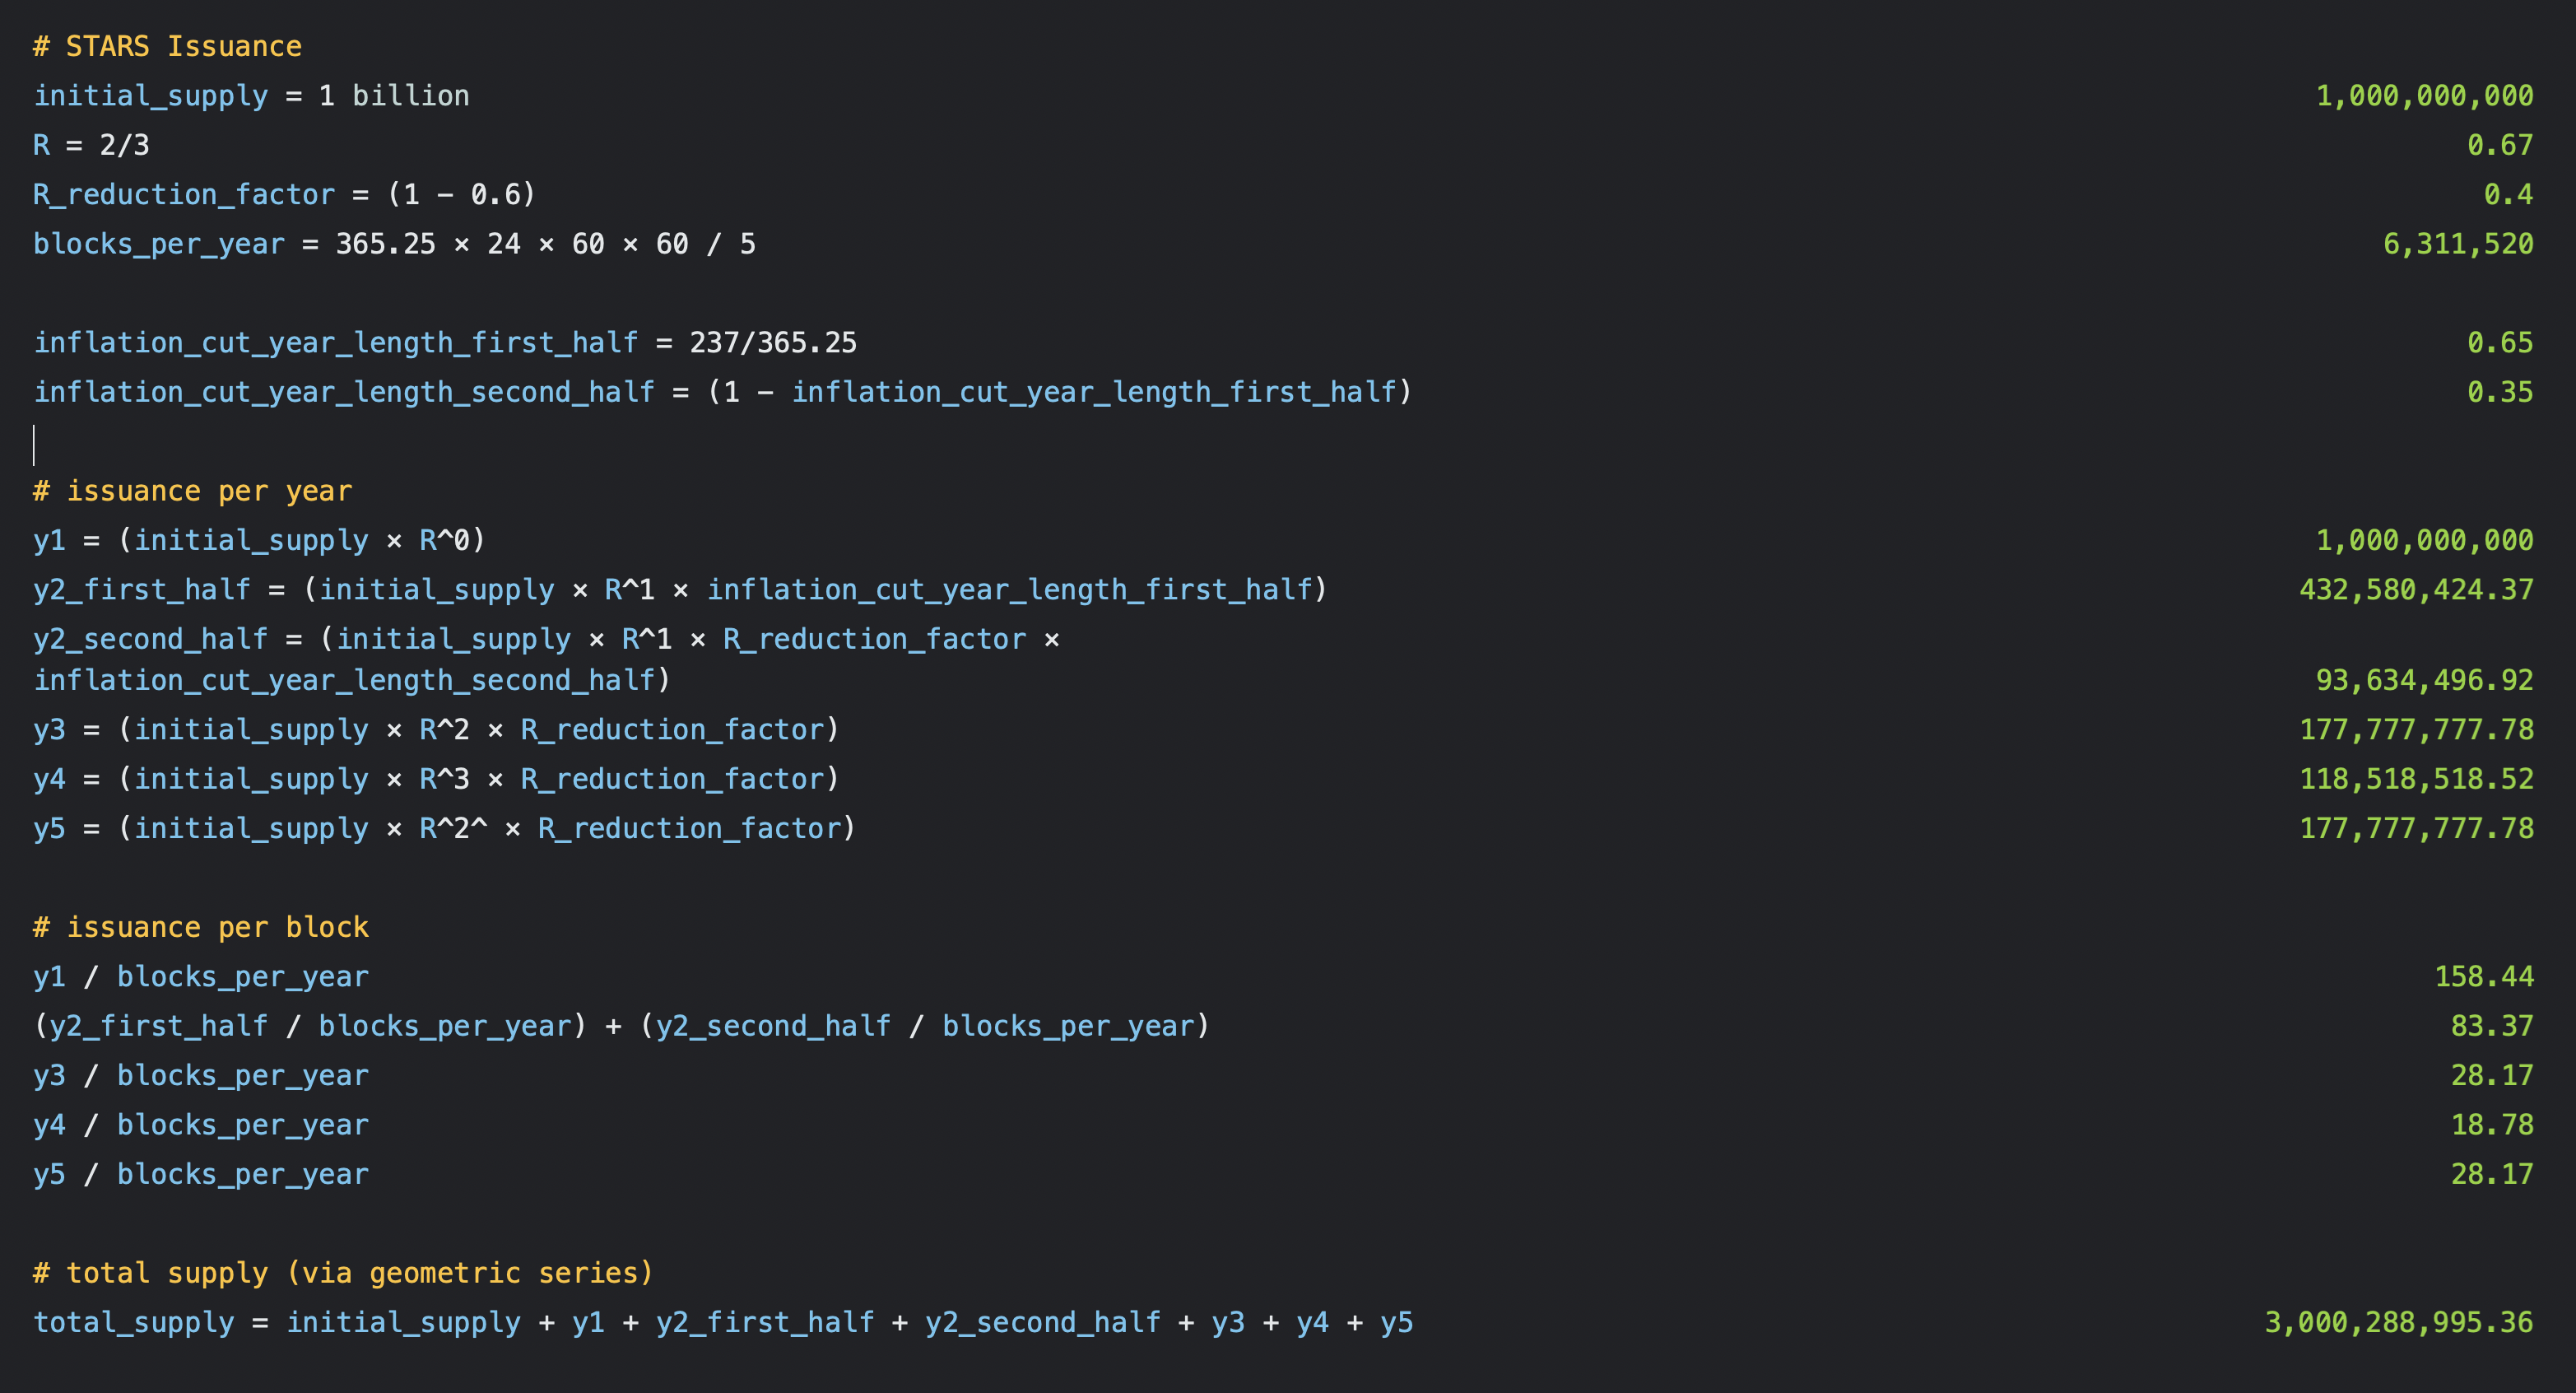 # STARS Issuance
initial_supply = 1 billion 1,000,000,000
R = 2/3 0.67
R_reduction_factor = (1 − 0.6) 0.4
blocks_per_year = 365.25 × 24 × 60 × 60 / 5 6,311,520
inflation_cut_year_length_first_half = 237/365.25 0.65
inflation_cut_year_length_second_half = (1 − inflation_cut_year_length_first_half) 0.35
# issuance per year
y1 = (initial_supply × R^0) 1,000,000,000
y2_first_half = (initial_supply × R^1 × inflation_cut_year_length_first_half) 432,580,424.37
y2_second_half = (initial_supply × R^1 × R_reduction_factor ×
inflation_cut_year_length_second_half) 93,634,496.92
y3 = (initial_supply × R^2 × R_reduction_factor) 177,777,777.78
y4 = (initial_supply × R^3 × R_reduction_factor) 118,518,518.52
y5 = (initial_supply × R^2^ × R_reduction_factor) 177,777,777.78
# issuance per block
y1 / blocks_per_year 158.44
(y2_first_half / blocks_per_year) + (y2_second_half / blocks_per_year) 83.37
y3 / blocks_per_year 28.17
y4 / blocks_per_year 18.78
y5 / blocks_per_year 28.17
# total supply (via geometric series)
total_supply = initial_supply + y1 + y2_first_half + y2_second_half + y3 + y4 + y5 3,000,288,995.36